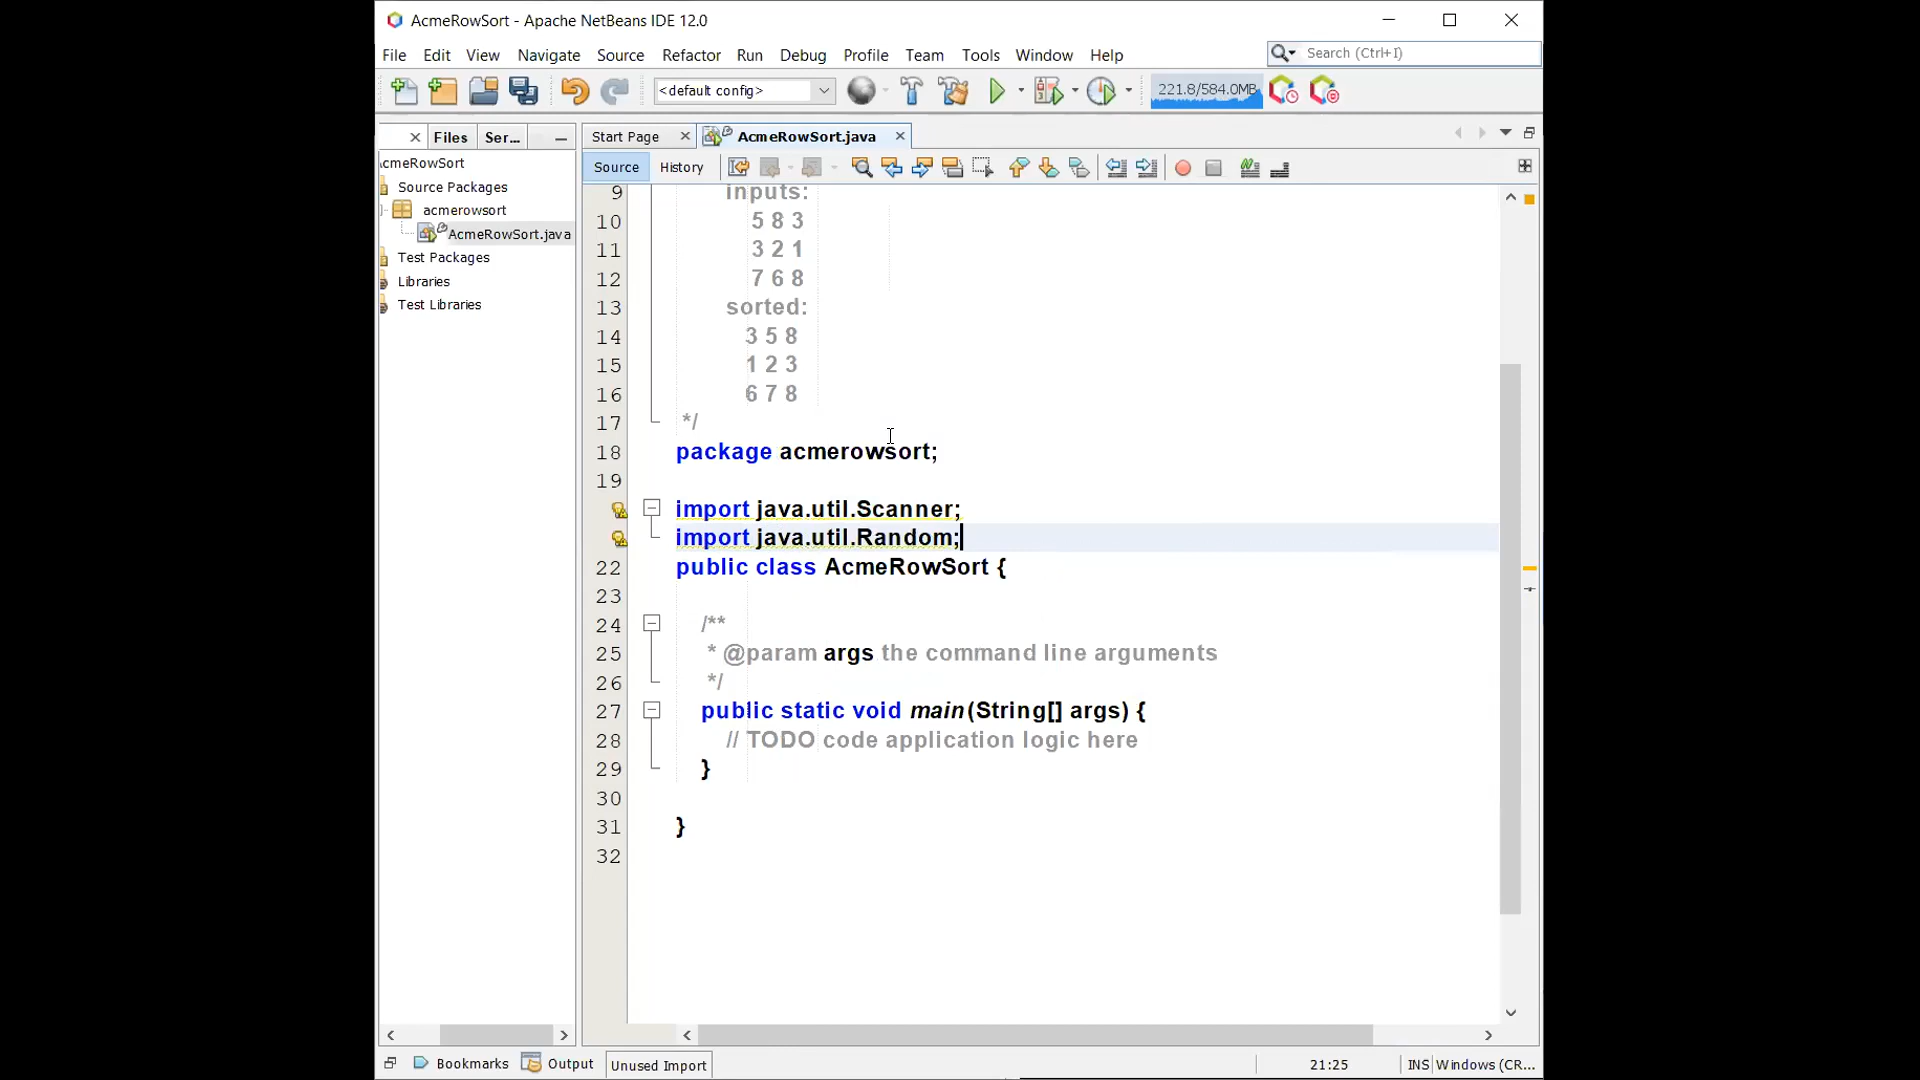 AcmeRowSort - Apache NetBeans IDE 12.0
File Edit View Navigate Source Refactor Run Debug Profile Team Tools Window Help
Search (Ctrl+I)
<default config>
221.8/584.0MB
Files Ser...
Start Page AcmeRowSort.java
Source History
cmeRowSort
Source Packages
acmerowsort
AcmeRowSort.java
Test Packages
Libraries
Test Libraries
9 inputs:
10 5 8 3
11 3 2 1
12 7 6 8
13 sorted:
14 3 5 8
15 1 2 3
16 6 7 8
17 */
18 package acmerowsort;
19
import java.util.Scanner;
import java.util.Random;
22 public class AcmeRowSort {
23
24 /**
25 * @param args the command line arguments
26 */
27 public static void main(String[] args) {
28 // TODO code application logic here
29 }
30
31 }
32
Bookmarks Output Unused Import 21:25 INS Windows (CR...